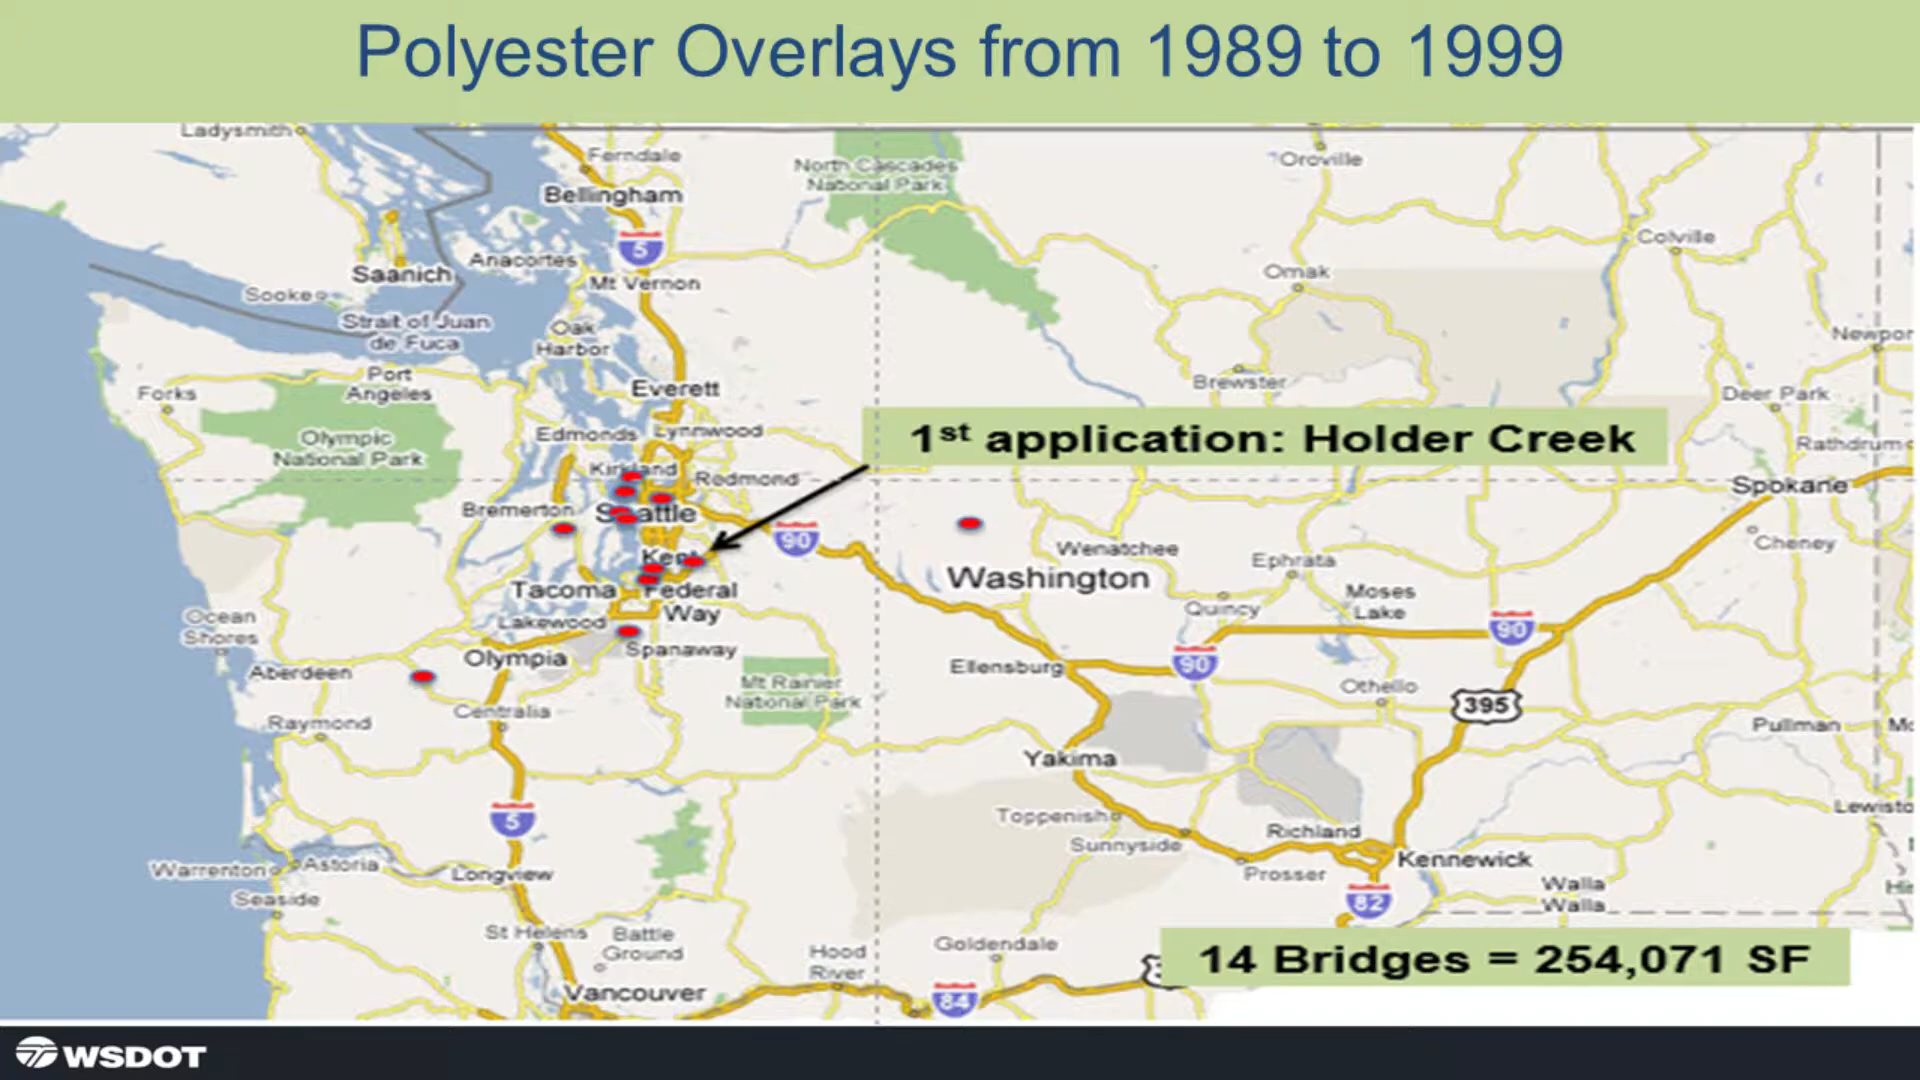 Polyester Overlays from 1989 to 1999
Ladysmith
Ferndale
North Cascades
National Park
Oroville
Bellingham
5
Colville
Anacortes
Saanich
Omak
Mt Vernon
Sooke
Strait of Juan
de Fuca
Oak
Harbor
Newpor
Port
Angeles
Forks
Everett
Brewster
Deer Park
Olympic
National Park
Edmonds
Lynnwood
1st application: Holder Creek
Rathdrum
Kirkland
Redmond
Spokane
Bremerton
Seattle
90
Kent
Wenatchee
Ephrata
Cheney
Washington
Tacoma
Federal
Way
Moses
Lake
Quincy
Ocean
Shores
Lakewood
90
Spanaway
Olympia
Ellensburg
90
Aberdeen
Mt Rainier
National Park
Othello
395
Centralia
Raymond
Pullman
Mo
Yakima
5
Toppenish
Lewisto
Richland
Sunnyside
Kennewick
Warrenton
Astoria
Longview
Prosser
Walla
Walla
82
Seaside
St Helens
Battle
Ground
Hood
River
Goldendale
14 Bridges = 254,071 SF
Vancouver
84
WSDOT